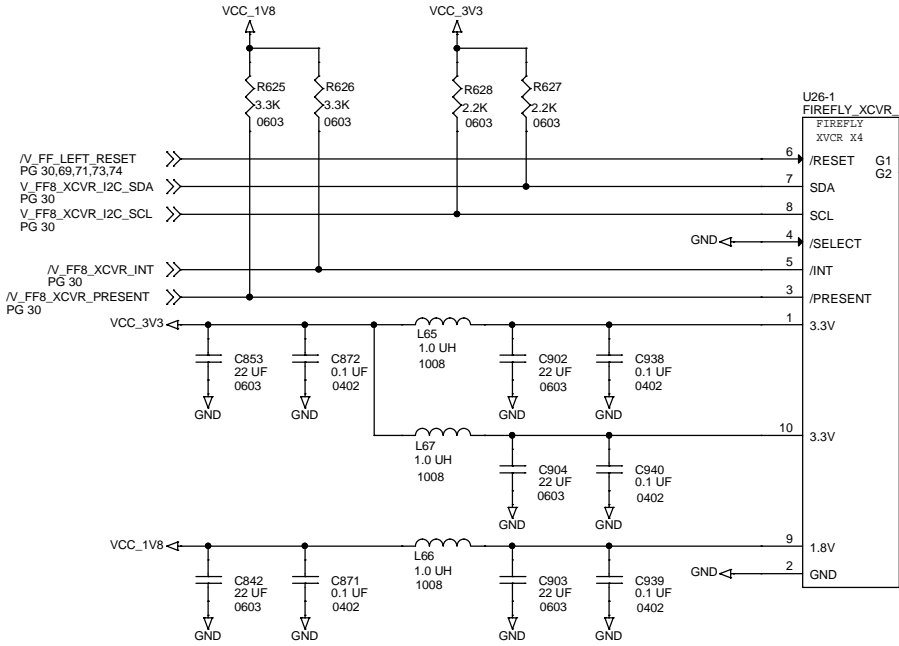 VCC_1V8
VCC_3V3
R625
3.3K
0603
R626
3.3K
0603
R628
2.2K
0603
R627
2.2K
0603
U26-1
FIREFLY_XCVR_
FIREFLY
XVCR X4
/V_FF_LEFT_RESET
PG 30,69,71,73,74
6
/RESET
G1
G2
V_FF8_XCVR_I2C_SDA
PG 30
7
SDA
V_FF8_XCVR_I2C_SCL
PG 30
8
SCL
GND
4
/SELECT
/V_FF8_XCVR_INT
PG 30
5
/INT
/V_FF8_XCVR_PRESENT
PG 30
3
/PRESENT
VCC_3V3
1
3.3V
L65
1.0 UH
1008
C853
22 UF
0603
GND
C872
0.1 UF
0402
GND
C902
22 UF
0603
GND
C938
0.1 UF
0402
GND
10
3.3V
L67
1.0 UH
1008
C904
22 UF
0603
GND
C940
0.1 UF
0402
GND
VCC_1V8
9
1.8V
L66
1.0 UH
1008
GND
2
GND
C842
22 UF
0603
GND
C871
0.1 UF
0402
GND
C903
22 UF
0603
GND
C939
0.1 UF
0402
GND